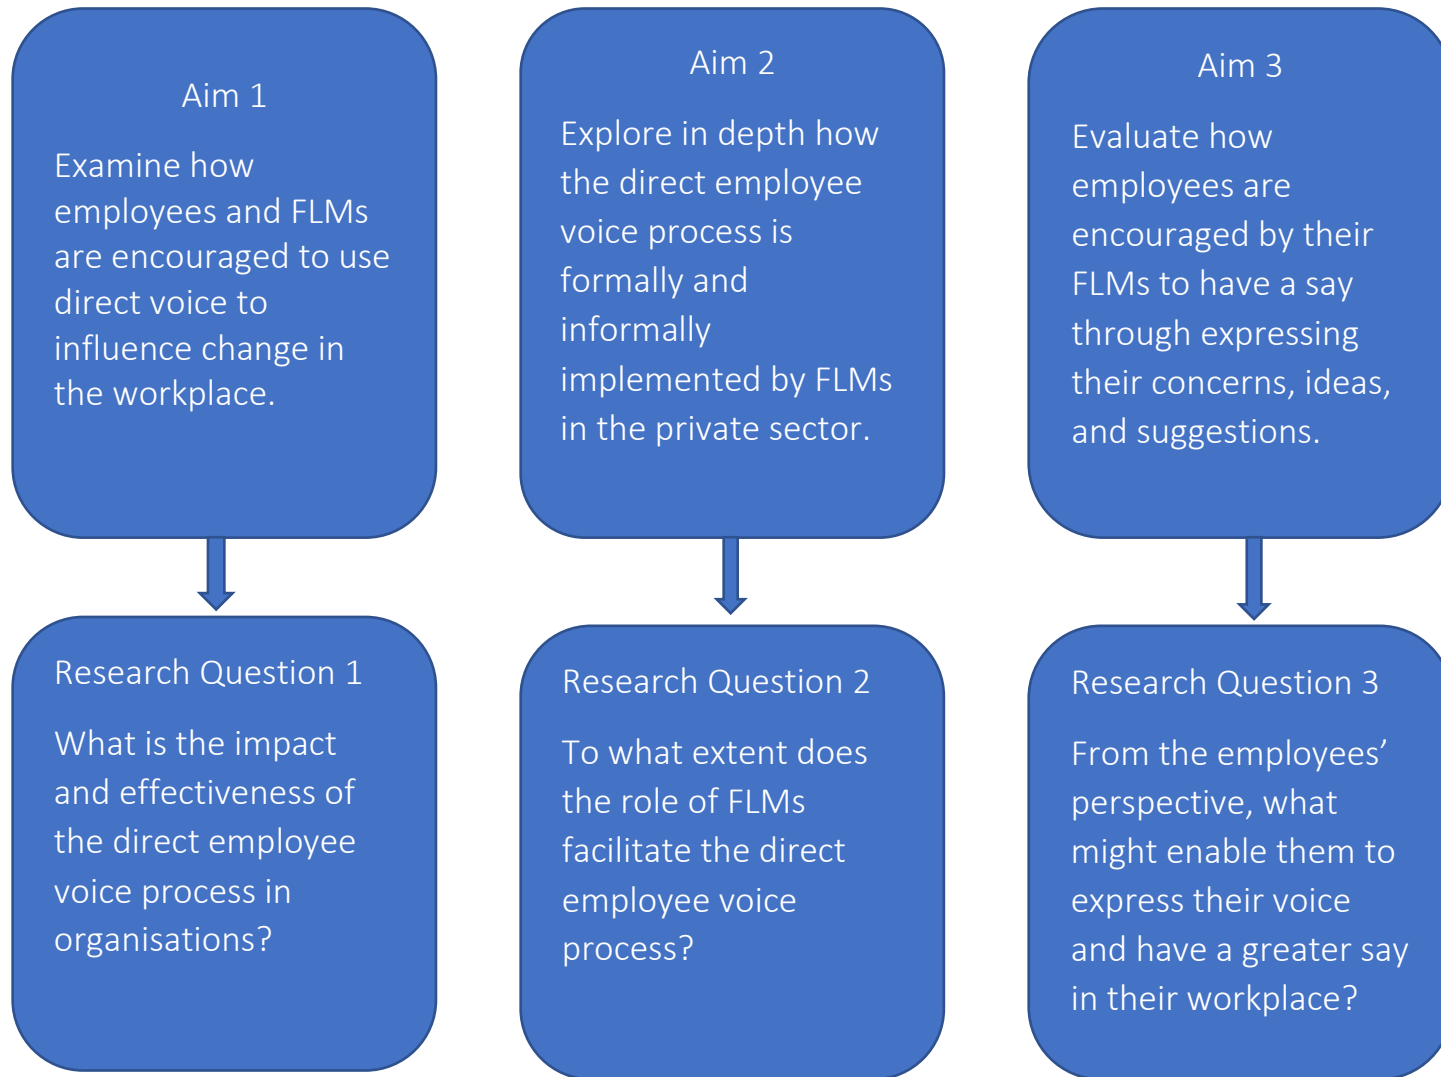 Aim 1
Examine how
employees and FLMs
are encouraged to use
direct voice to
influence change in
the workplace.
Aim 2
Explore in depth how
the direct employee
voice process is
formally and
informally
implemented by FLMs
in the private sector.
Aim 3
Evaluate how
employees are
encouraged by their
FLMs to have a say
through expressing
their concerns, ideas,
and suggestions.
Research Question 1
What is the impact
and effectiveness of
the direct employee
voice process in
organisations?
Research Question 2
To what extent does
the role of FLMs
facilitate the direct
employee voice
process?
Research Question 3
From the employees’
perspective, what
might enable them to
express their voice
and have a greater say
in their workplace?